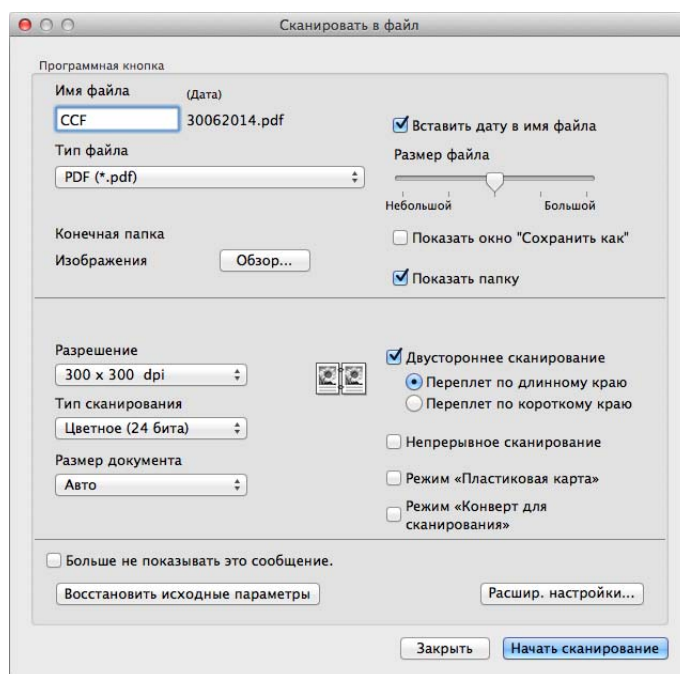 Сканировать в файл
Программная кнопка
Имя файла
(Дата)
CCF
30062014.pdf
Вставить дату в имя файла
Тип файла
PDF (*.pdf)
Размер файла
Небольшой
Большой
Конечная папка
Изображения
Обзор...
Показать окно "Сохранить как"
Показать папку
Разрешение
300 x 300 dpi
Тип сканирования
Цветное (24 бита)
Размер документа
Авто
Двустороннее сканирование
Переплет по длинному краю
Переплет по короткому краю
Непрерывное сканирование
Режим «Пластиковая карта»
Режим «Конверт для
сканирования»
Больше не показывать это сообщение.
Восстановить исходные параметры
Расшир. настройки...
Закрыть
Начать сканирование